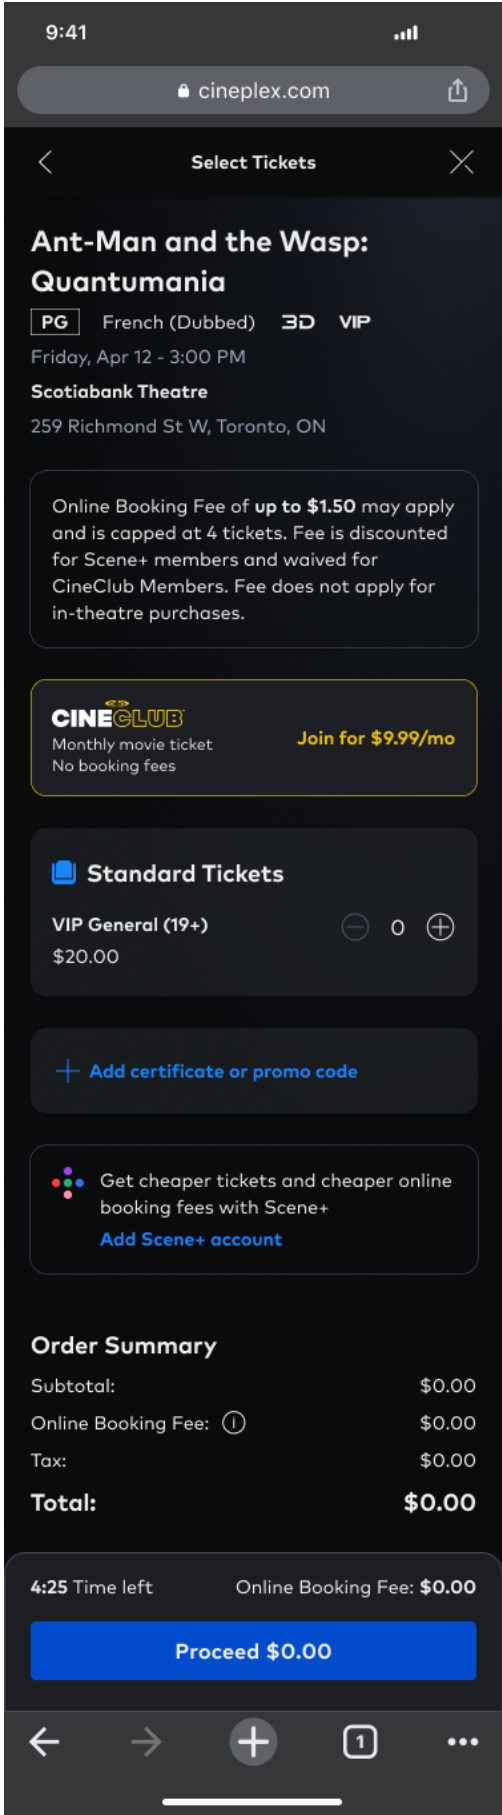 9:41
cineplex.com
Select Tickets
Ant-Man and the Wasp:
Quantumania
PG French (Dubbed) 3D VIP
Friday, Apr 12 - 3:00 PM
Scotiabank Theatre
259 Richmond St W, Toronto, ON
Online Booking Fee of up to $1.50 may apply
and is capped at 4 tickets. Fee is discounted
for Scene+ members and waived for
CineClub Members. Fee does not apply for
in-theatre purchases.
CINECLUB
Monthly movie ticket
No booking fees
Join for $9.99/mo
Standard Tickets
VIP General (19+)
0
$20.00
Add certificate or promo code
Get cheaper tickets and cheaper online
booking fees with Scene+
Add Scene+ account
Order Summary
Subtotal: $0.00
Online Booking Fee: $0.00
Tax: $0.00
Total: $0.00
4:25 Time left Online Booking Fee: $0.00
Proceed $0.00
1